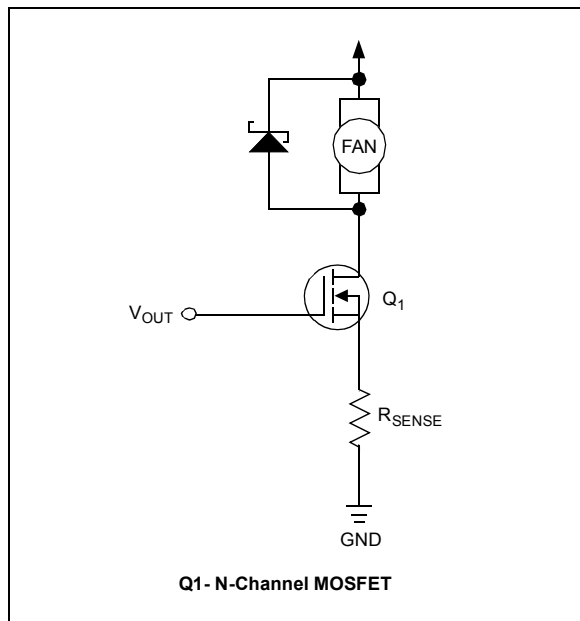 FAN
Q1
VOUT
RSENSE
GND
Q1- N-Channel MOSFET